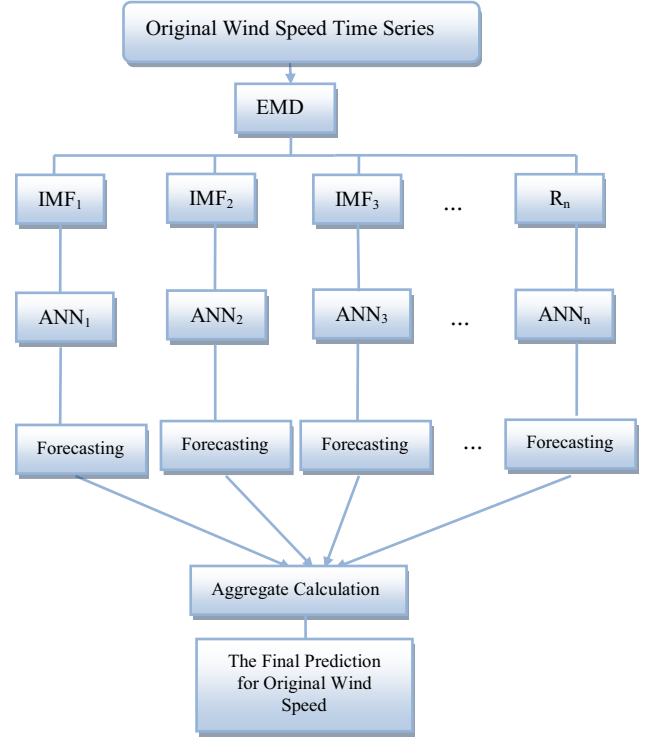 Original Wind Speed Time Series
EMD
IMF₁ IMF₂ IMF₃ ... Rₙ
ANN₁ ANN₂ ANN₃ ... ANNₙ
Forecasting Forecasting Forecasting ... Forecasting
Aggregate Calculation
The Final Prediction
for Original Wind
Speed